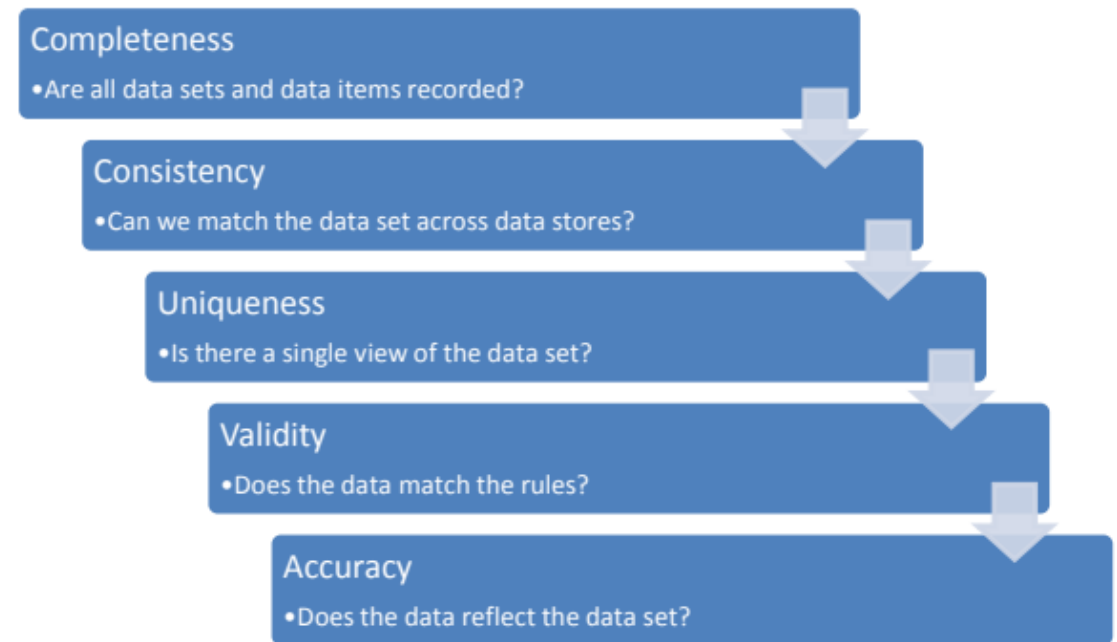 Completeness
•Are all data sets and data items recorded?
Consistency
•Can we match the data set across data stores?
Uniqueness
•Is there a single view of the data set?
Validity
•Does the data match the rules?
Accuracy
•Does the data reflect the data set?